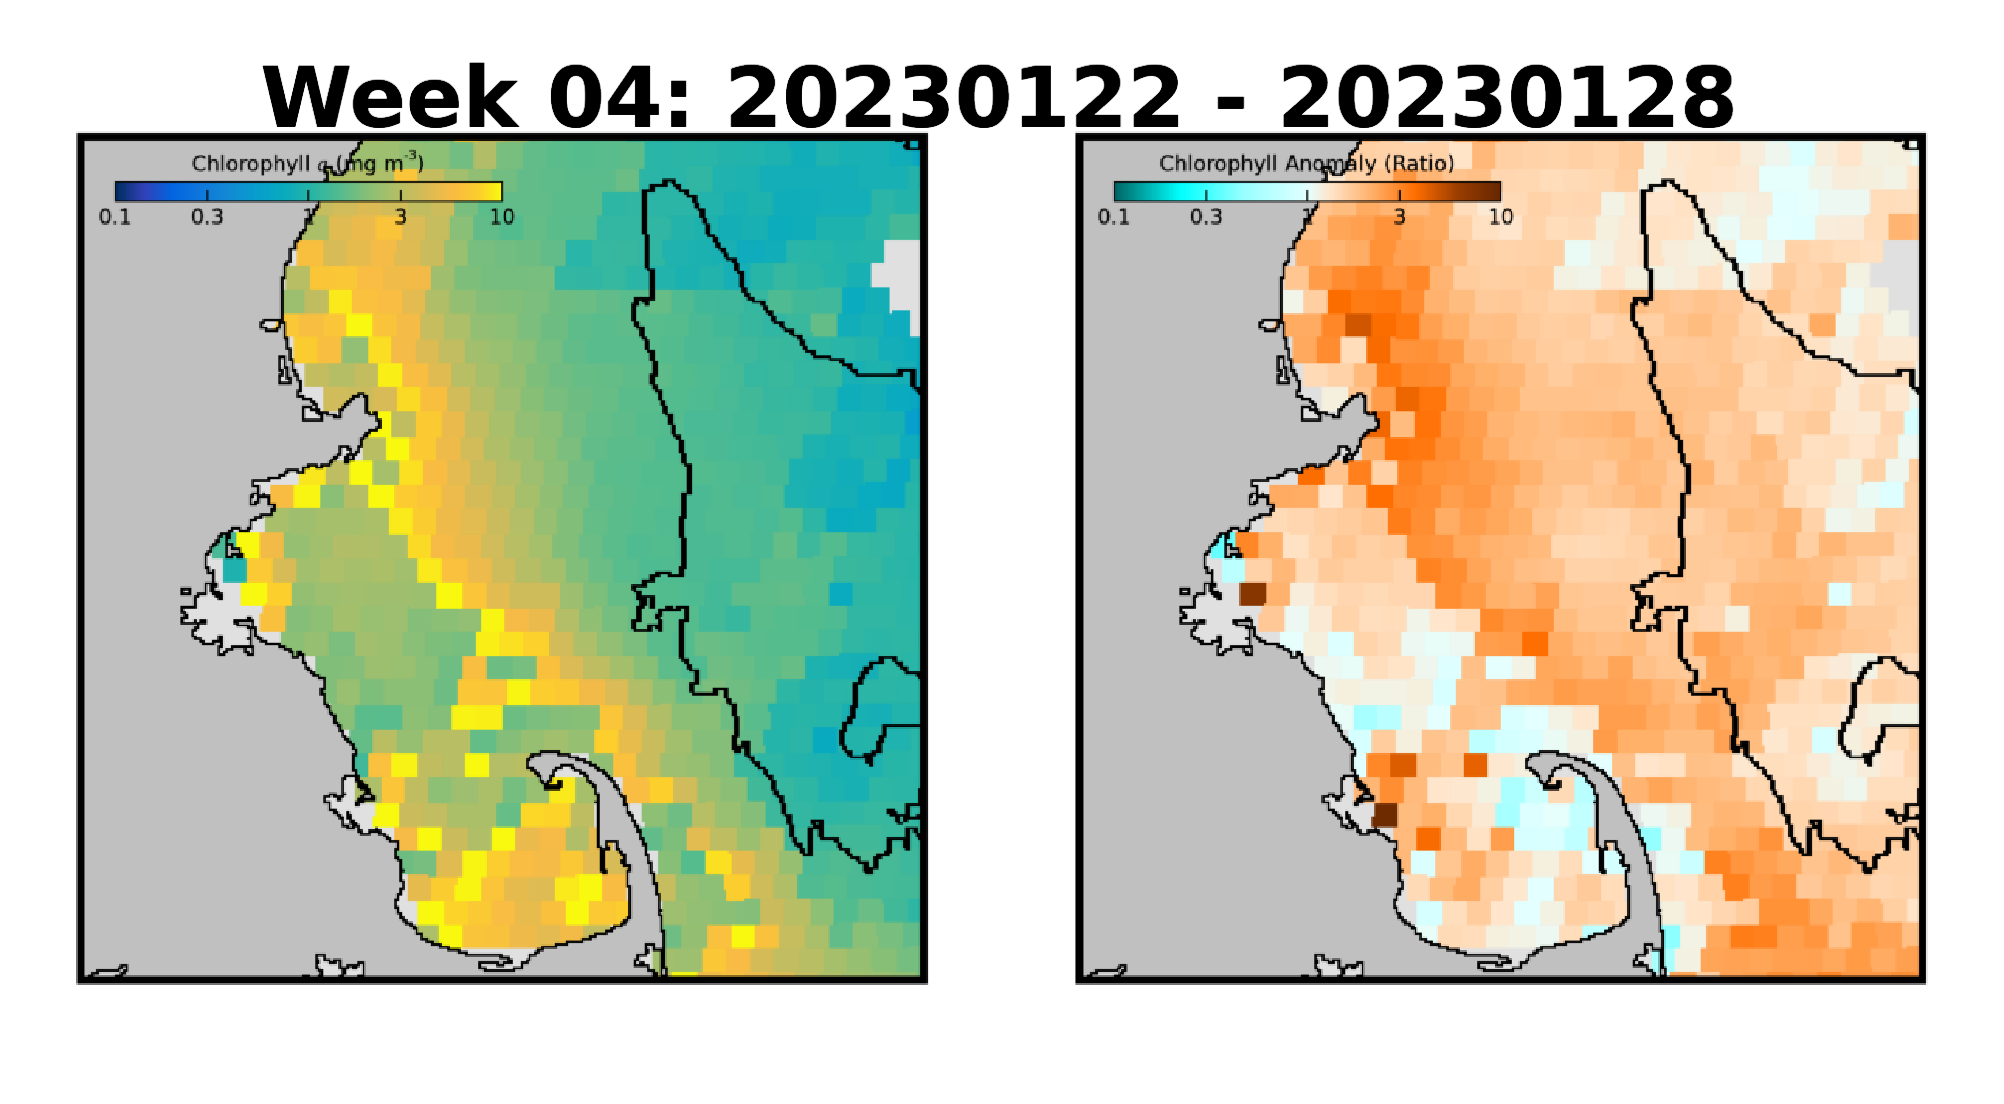 Week 04: 20230122 - 20230128
Chlorophyll a (mg m⁻³)
0.1 0.3 1 3 10
Chlorophyll Anomaly (Ratio)
0.1 0.3 1 3 10